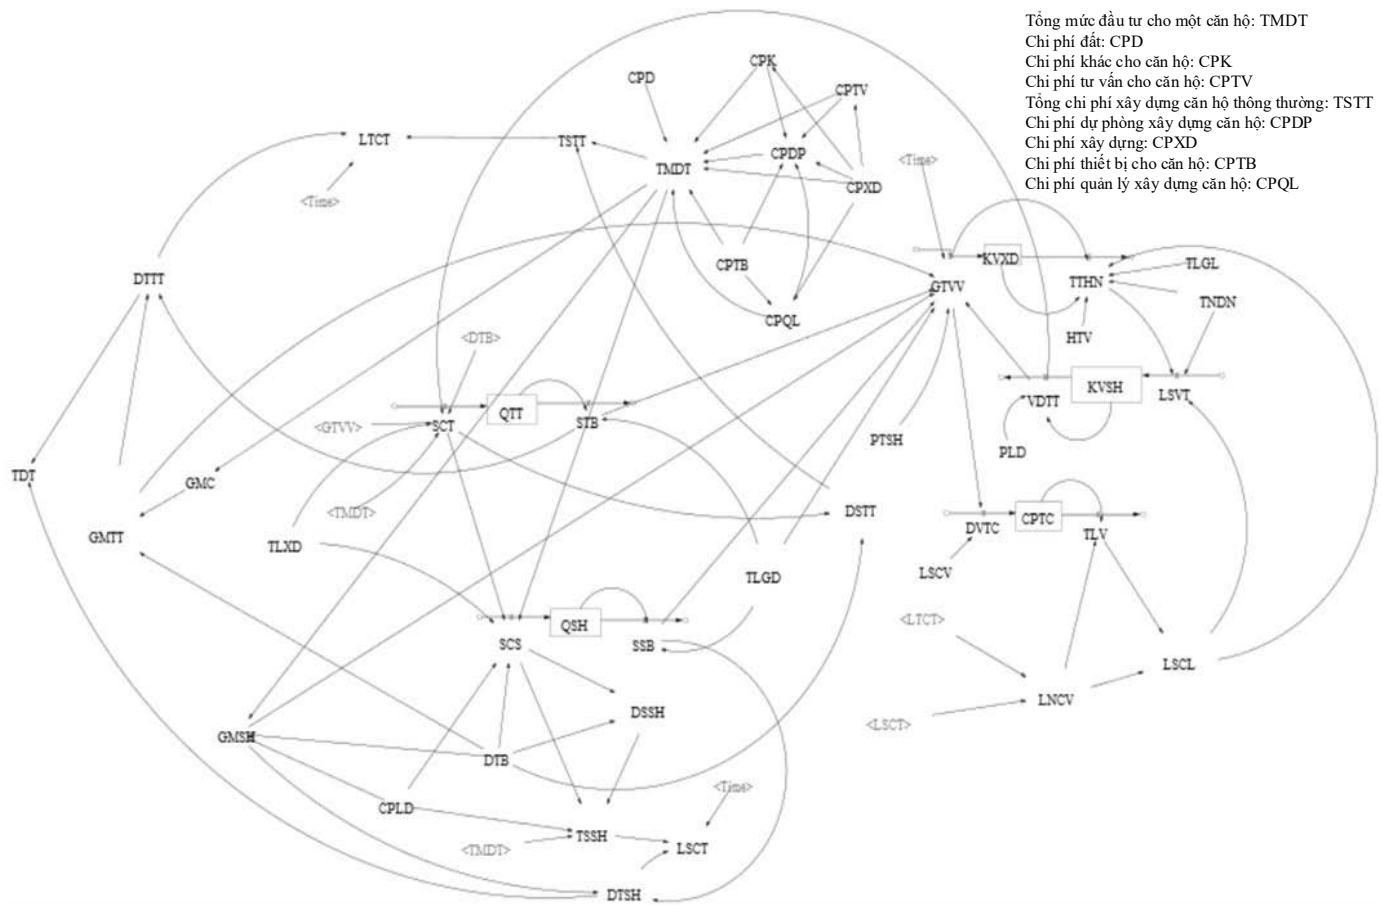 Tổng mức đầu tư cho một căn hộ: TMDT
Chi phí đất: CPD
Chi phí khác cho căn hộ: CPK
Chi phí tư vấn cho căn hộ: CPTV
Tổng chi phí xây dựng căn hộ thông thường: TSTT
Chi phí dự phòng xây dựng căn hộ: CPDP
Chi phí xây dựng: CPXD
Chi phí thiết bị cho căn hộ: CPTB
Chi phí quản lý xây dựng căn hộ: CPQL
CPK
CPD
CPTV
LTCT
TSTT
CPDP
<Time>
TMDT
CPXD
<Time>
KVXD
CPTB
TLGL
DTTT
GTVV
TTHN
TNDN
CPQL
<DTB>
HTV
KVSH
LSVT
QTT
VDTT
<GTVV>
SCT
STB
PTSH
PLD
TDT
GMC
<TMDT>
DSTT
CPTC
DVTC
GMTT
TLXD
TLV
LSCV
TLGD
<LTCT>
QSH
SCS
SSB
LSCL
LNCV
DSSH
<LSCT>
GMSH
DTB
<Time>
CPLD
TSSH
<TMDT>
LSCT
DTSH